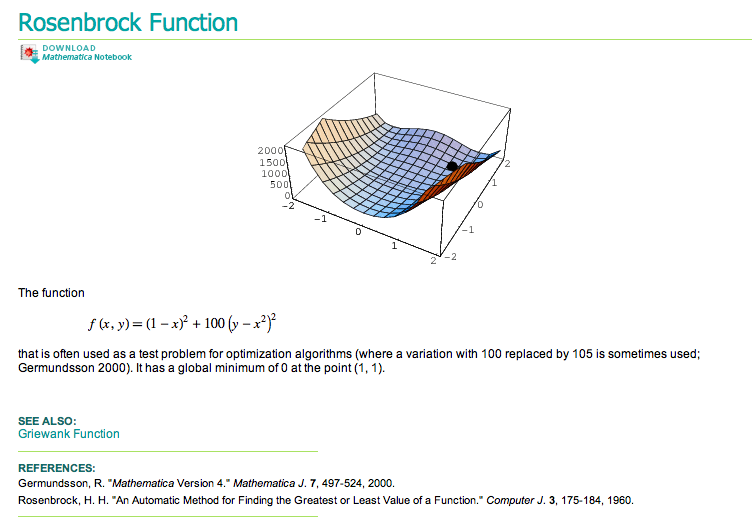 Rosenbrock Function
DOWNLOAD
Mathematica Notebook
2000
1500
1000
500
0
-2
-1
0
1
2
-2
-1
0
1
2
The function
f (x, y) = (1 − x)² + 100 (y − x²)²
that is often used as a test problem for optimization algorithms (where a variation with 100 replaced by 105 is sometimes used;
Germundsson 2000). It has a global minimum of 0 at the point (1, 1).
SEE ALSO:
Griewank Function
REFERENCES:
Germundsson, R. "Mathematica Version 4." Mathematica J. 7, 497-524, 2000.
Rosenbrock, H. H. "An Automatic Method for Finding the Greatest or Least Value of a Function." Computer J. 3, 175-184, 1960.